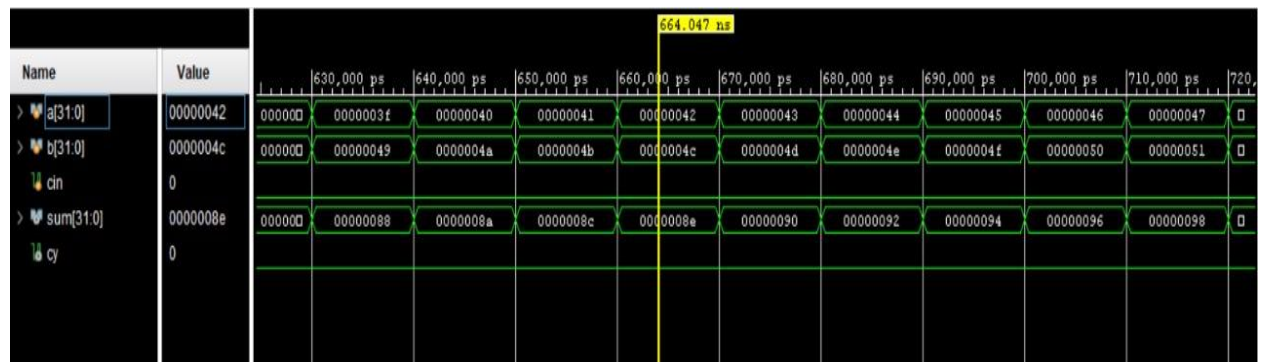 664.047 ns
Name Value
630,000 ps 640,000 ps 650,000 ps 660,000 ps 670,000 ps 680,000 ps 690,000 ps 700,000 ps 710,000 ps 720,
a[31:0] 00000042 00000 0000003f 00000040 00000041 00000042 00000043 00000044 00000045 00000046 00000047
b[31:0] 0000004c 00000 00000049 0000004a 0000004b 0000004c 0000004d 0000004e 0000004f 00000050 00000051
cin 0
sum[31:0] 0000008e 00000 00000088 0000008a 0000008c 0000008e 00000090 00000092 00000094 00000096 00000098
cy 0